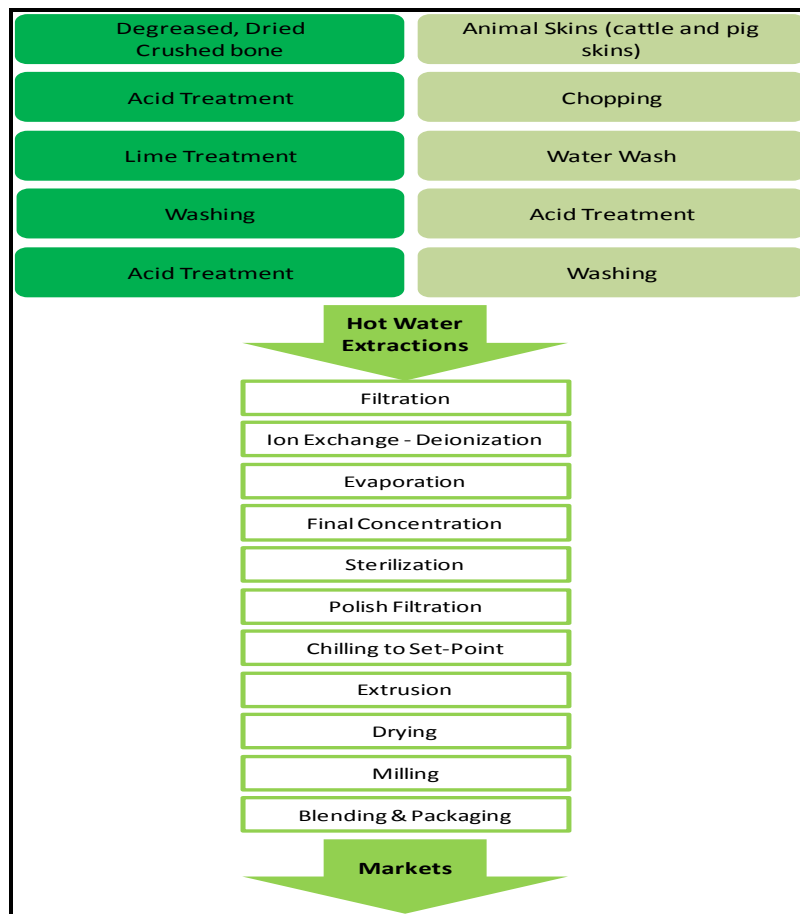 Degreased, Dried
Crushed bone
Animal Skins (cattle and pig
skins)
Acid Treatment
Chopping
Lime Treatment
Water Wash
Washing
Acid Treatment
Acid Treatment
Washing
Hot Water
Extractions
Filtration
Ion Exchange - Deionization
Evaporation
Final Concentration
Sterilization
Polish Filtration
Chilling to Set-Point
Extrusion
Drying
Milling
Blending & Packaging
Markets